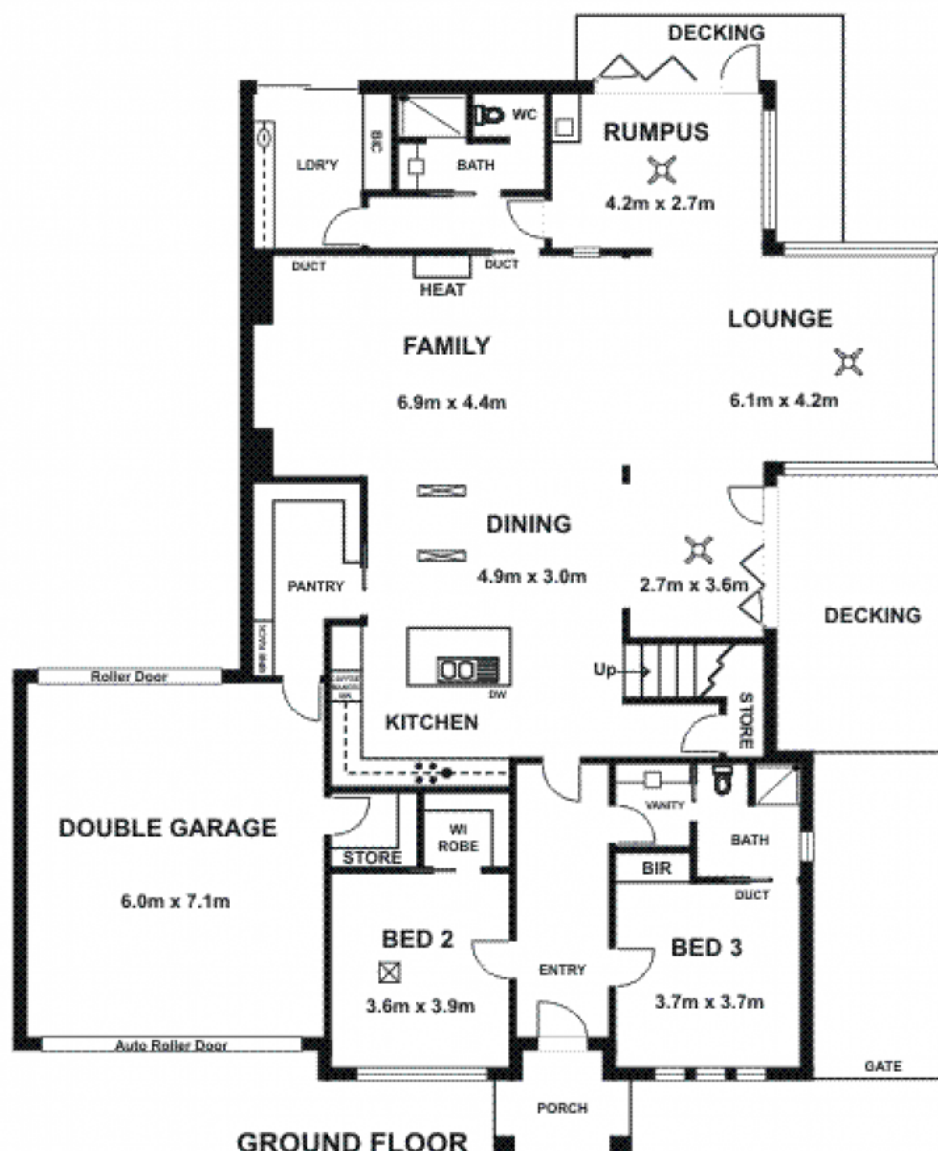 DECKING
WC
RUMPUS
BIC
LDR'Y
BATH
4.2m x 2.7m
DUCT
DUCT
HEAT
LOUNGE
FAMILY
6.9m x 4.4m
6.1m x 4.2m
DINING
4.9m x 3.0m
2.7m x 3.6m
PANTRY
DECKING
Roller Door
Up
DW
KITCHEN
STORE
VANITY
DOUBLE GARAGE
WI
ROBE
STORE
BATH
BIR
DUCT
6.0m x 7.1m
BED 2
BED 3
ENTRY
3.6m x 3.9m
3.7m x 3.7m
Auto Roller Door
GATE
PORCH
GROUND FLOOR